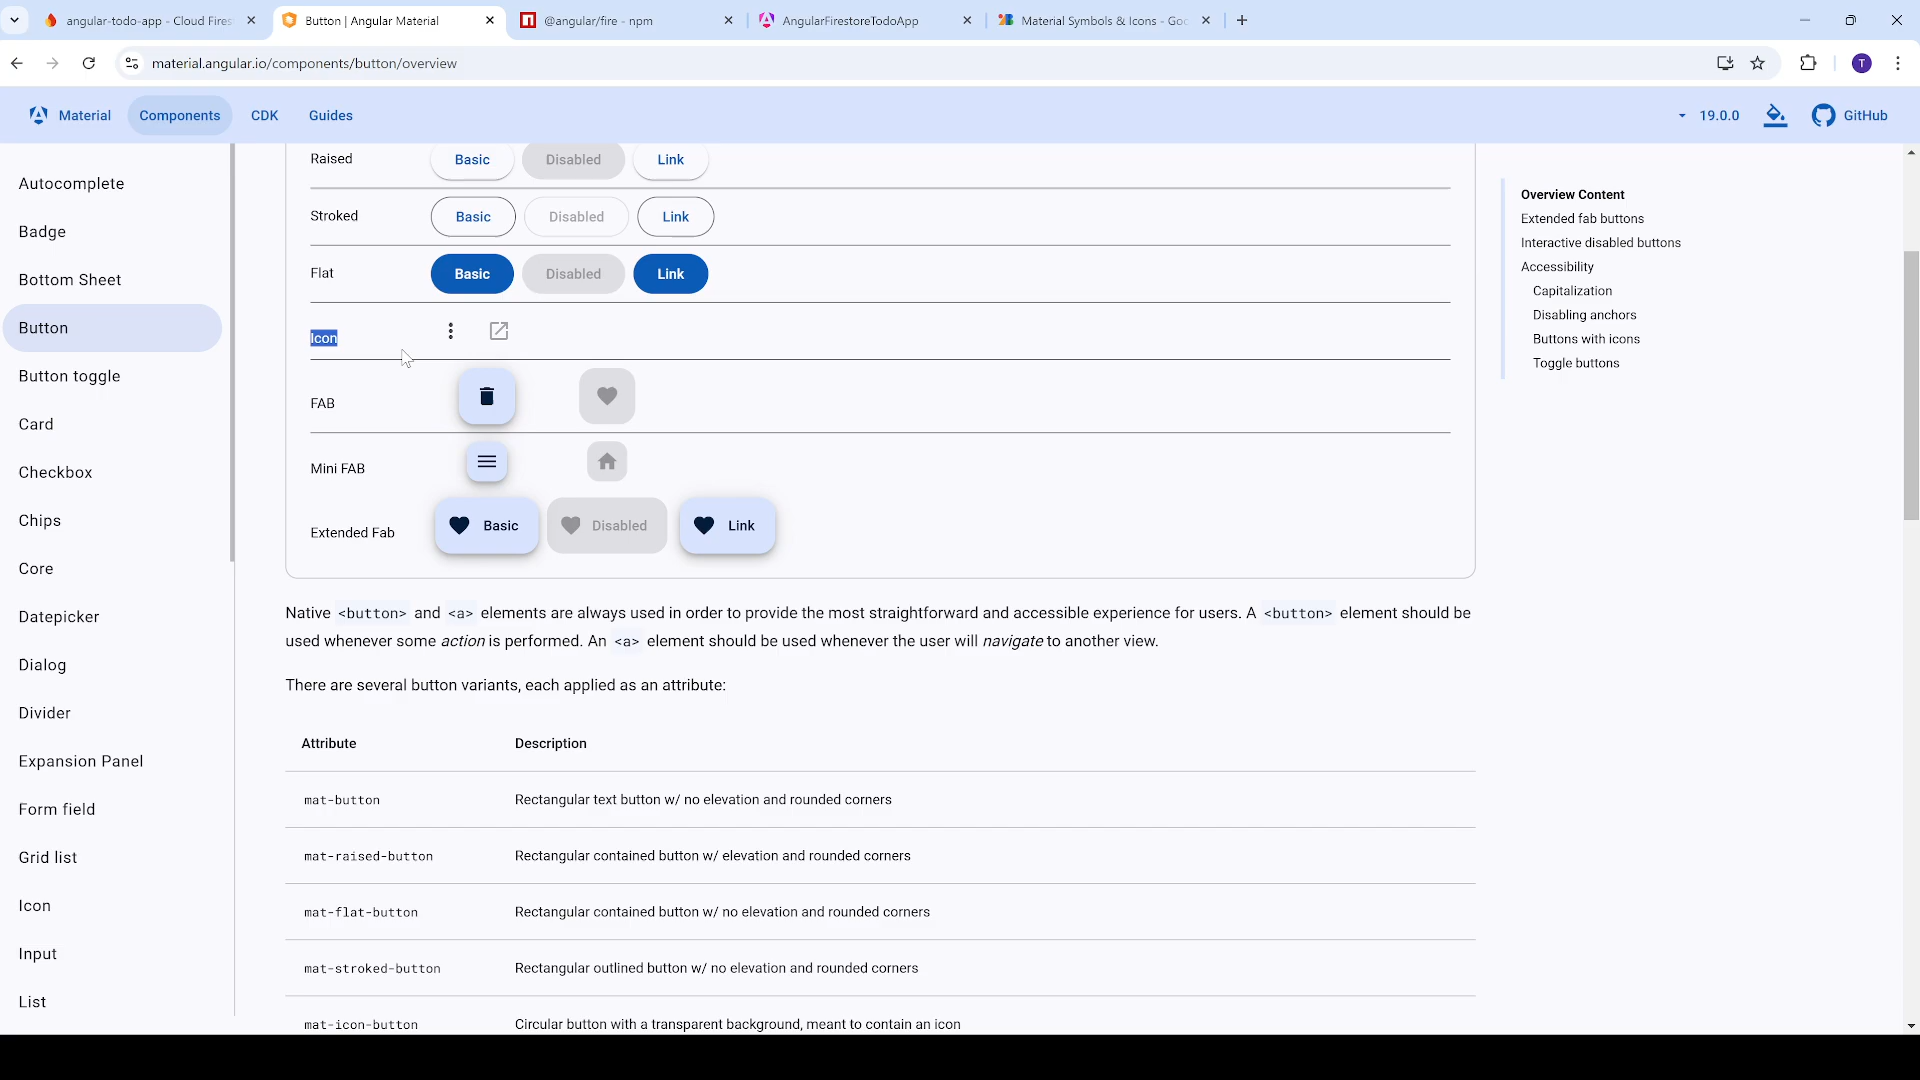 angular-todo-app - Cloud Fires
Button | Angular Material
@angular/fire - npm
AngularFirestoreTodoApp
Material Symbols & Icons - Goo
material.angular.io/components/button/overview
T
Material
Components
CDK
Guides
19.0.0
GitHub
Autocomplete
Badge
Bottom Sheet
Button
Button toggle
Card
Checkbox
Chips
Core
Datepicker
Dialog
Divider
Expansion Panel
Form field
Grid list
Icon
Input
List
Raised Basic Disabled Link
Stroked Basic Disabled Link
Flat Basic Disabled Link
Icon
FAB
Mini FAB
Extended Fab Basic Disabled Link
Native <button> and <a> elements are always used in order to provide the most straightforward and accessible experience for users. A <button> element should be
used whenever some action is performed. An <a> element should be used whenever the user will navigate to another view.
There are several button variants, each applied as an attribute:
Attribute Description
mat-button Rectangular text button w/ no elevation and rounded corners
mat-raised-button Rectangular contained button w/ elevation and rounded corners
mat-flat-button Rectangular contained button w/ no elevation and rounded corners
mat-stroked-button Rectangular outlined button w/ no elevation and rounded corners
mat-icon-button Circular button with a transparent background, meant to contain an icon
Overview Content
Extended fab buttons
Interactive disabled buttons
Accessibility
Capitalization
Disabling anchors
Buttons with icons
Toggle buttons